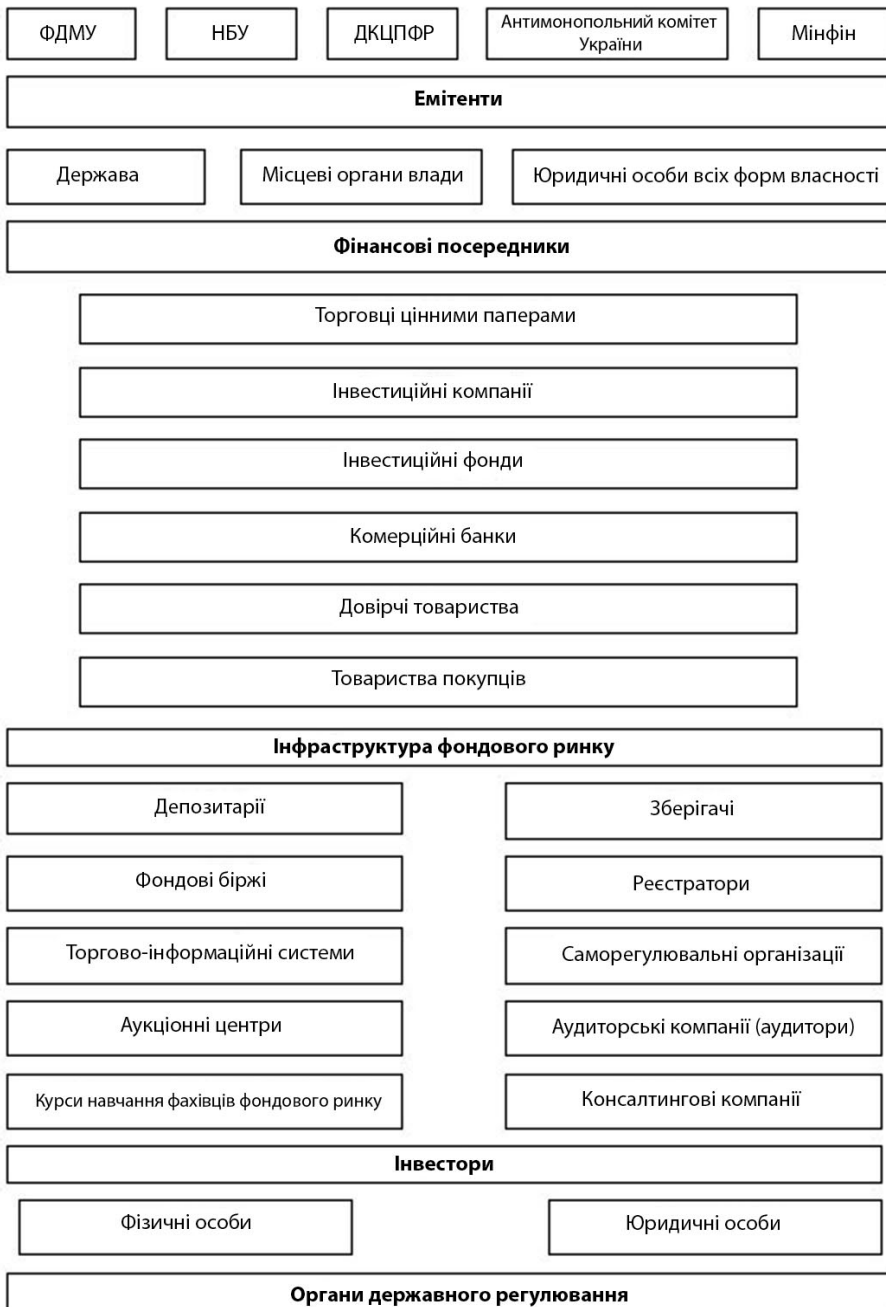 ФДМУ
НБУ
ДКЦПФР
Антимонопольний комітет
України
Мінфін
Емітенти
Держава
Місцеві органи влади
Юридичні особи всіх форм власності
Фінансові посередники
Торговці цінними паперами
Інвестиційні компанії
Інвестиційні фонди
Комерційні банки
Довірчі товариства
Товариства покупців
Інфраструктура фондового ринку
Депозитарії
Зберігачі
Фондові біржі
Реєстратори
Торгово-інформаційні системи
Саморегулювальні організації
Аукціонні центри
Аудиторські компанії (аудитори)
Курси навчання фахівців фондового ринку
Консалтингові компанії
Інвестори
Фізичні особи
Юридичні особи
Органи державного регулювання